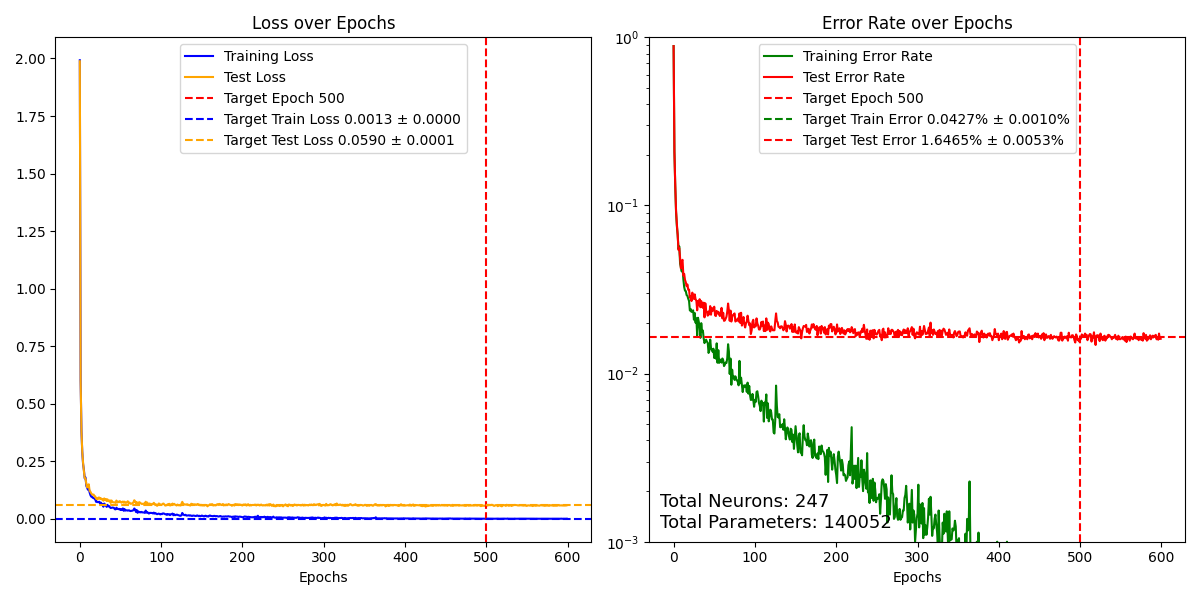 Loss over Epochs
Training Loss
Test Loss
Target Epoch 500
Target Train Loss 0.0013 ± 0.0000
Target Test Loss 0.0590 ± 0.0001
2.00
1.75
1.50
1.25
1.00
0.75
0.50
0.25
0.00
0 100 200 300 400 500 600
Epochs
Error Rate over Epochs
Training Error Rate
Test Error Rate
Target Epoch 500
Target Train Error 0.0427% ± 0.0010%
Target Test Error 1.6465% ± 0.0053%
10⁰
10⁻¹
10⁻²
10⁻³
Total Neurons: 247
Total Parameters: 140052
0 100 200 300 400 500 600
Epochs